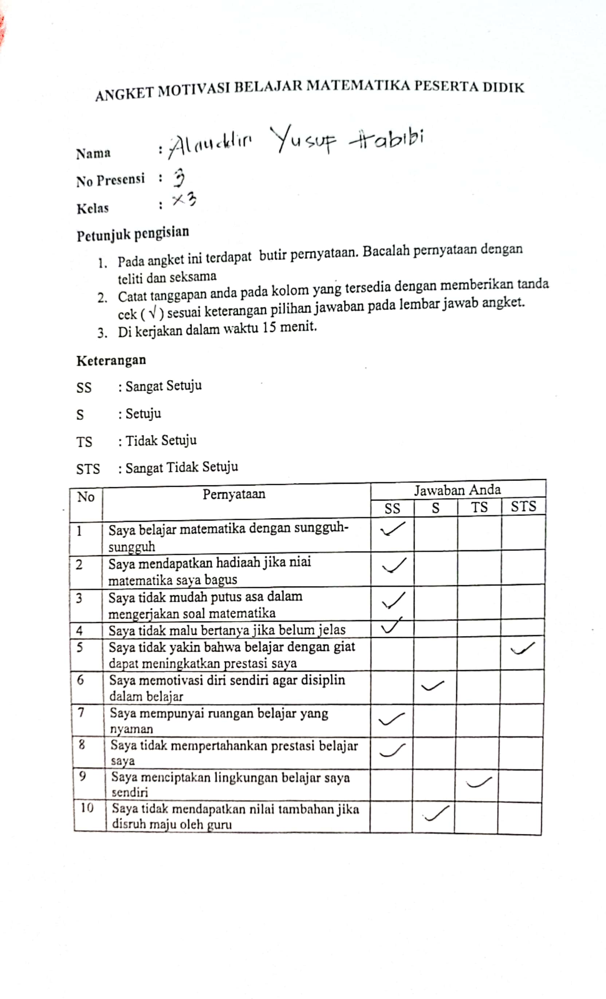 ANGKET MOTIVASI BELAJAR MATEMATIKA PESERTA DIDIK
Nama : Alauddin Yusuf Habibi
No Presensi : 3
Kelas : X3
Petunjuk pengisian
1. Pada angket ini terdapat butir pernyataan. Bacalah pernyataan dengan
teliti dan seksama
2. Catat tanggapan anda pada kolom yang tersedia dengan memberikan tanda
cek ( √ ) sesuai keterangan pilihan jawaban pada lembar jawab angket.
3. Di kerjakan dalam waktu 15 menit.
Keterangan
SS : Sangat Setuju
S : Setuju
TS : Tidak Setuju
STS : Sangat Tidak Setuju
No Pernyataan Jawaban Anda
SS S TS STS
1 Saya belajar matematika dengan sungguh- ✓
sungguh
2 Saya mendapatkan hadiaah jika niai ✓
matematika saya bagus
3 Saya tidak mudah putus asa dalam ✓
mengerjakan soal matematika
4 Saya tidak malu bertanya jika belum jelas ✓
5 Saya tidak yakin bahwa belajar dengan giat ✓
dapat meningkatkan prestasi saya
6 Saya memotivasi diri sendiri agar disiplin ✓
dalam belajar
7 Saya mempunyai ruangan belajar yang ✓
nyaman
8 Saya tidak mempertahankan prestasi belajar ✓
saya
9 Saya menciptakan lingkungan belajar saya ✓
sendiri
10 Saya tidak mendapatkan nilai tambahan jika ✓
disruh maju oleh guru